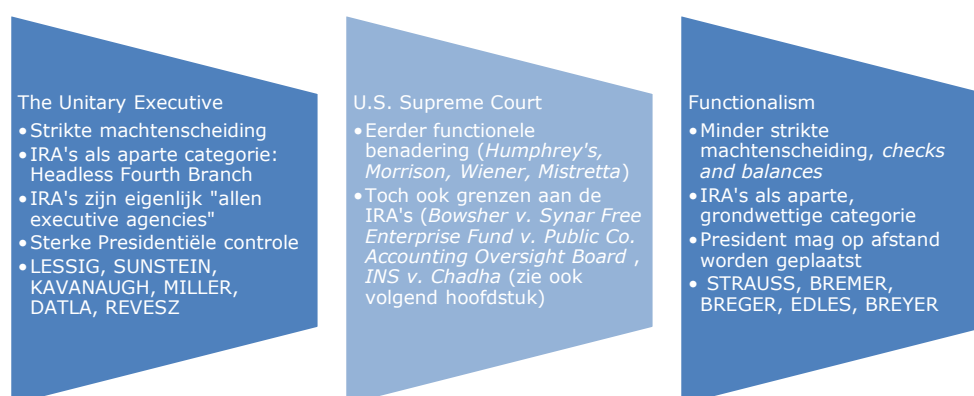 The Unitary Executive
•Strikte machtenscheiding
•IRA's als aparte categorie:
Headless Fourth Branch
•IRA's zijn eigenlijk "allen
executive agencies"
•Sterke Presidentiële controle
•LESSIG, SUNSTEIN,
KAVANAUGH, MILLER,
DATLA, REVESZ
U.S. Supreme Court
•Eerder functionele
benadering (Humphrey's,
Morrison, Wiener, Mistretta)
•Toch ook grenzen aan de
IRA's (Bowsher v. Synar Free
Enterprise Fund v. Public Co.
Accounting Oversight Board ,
INS v. Chadha (zie ook
volgend hoofdstuk)
Functionalism
•Minder strikte
machtenscheiding, checks
and balances
•IRA's als aparte,
grondwettige categorie
•President mag op afstand
worden geplaatst
• STRAUSS, BREMER,
BREGER, EDLES, BREYER